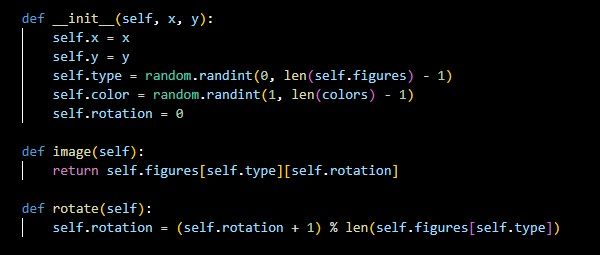 def __init__(self, x, y):
    self.x = x
    self.y = y
    self.type = random.randint(0, len(self.figures) - 1)
    self.color = random.randint(1, len(colors) - 1)
    self.rotation = 0

def image(self):
    return self.figures[self.type][self.rotation]

def rotate(self):
    self.rotation = (self.rotation + 1) % len(self.figures[self.type])